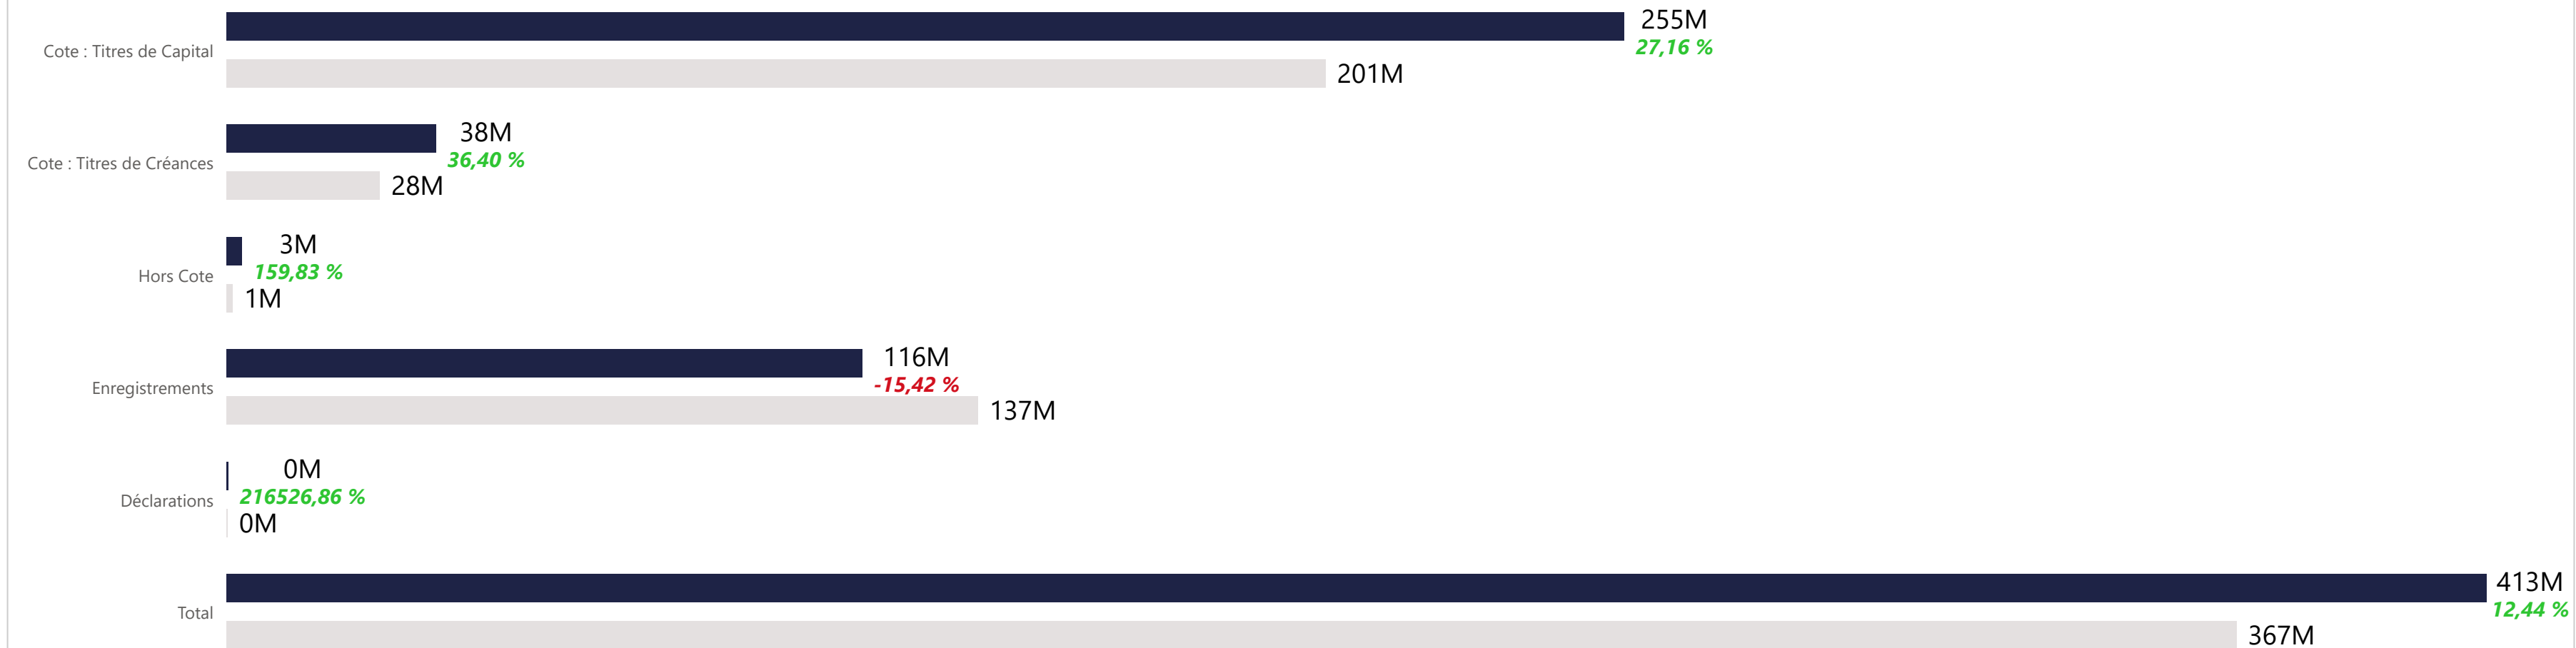 255M
27,16 %
Cote : Titres de Capital
201M
38M
36,40 %
Cote : Titres de Créances
28M
3M
159,83 %
Hors Cote
1M
116M
-15,42 %
Enregistrements
137M
0M
216526,86 %
Déclarations
0M
413M
12,44 %
Total
367M